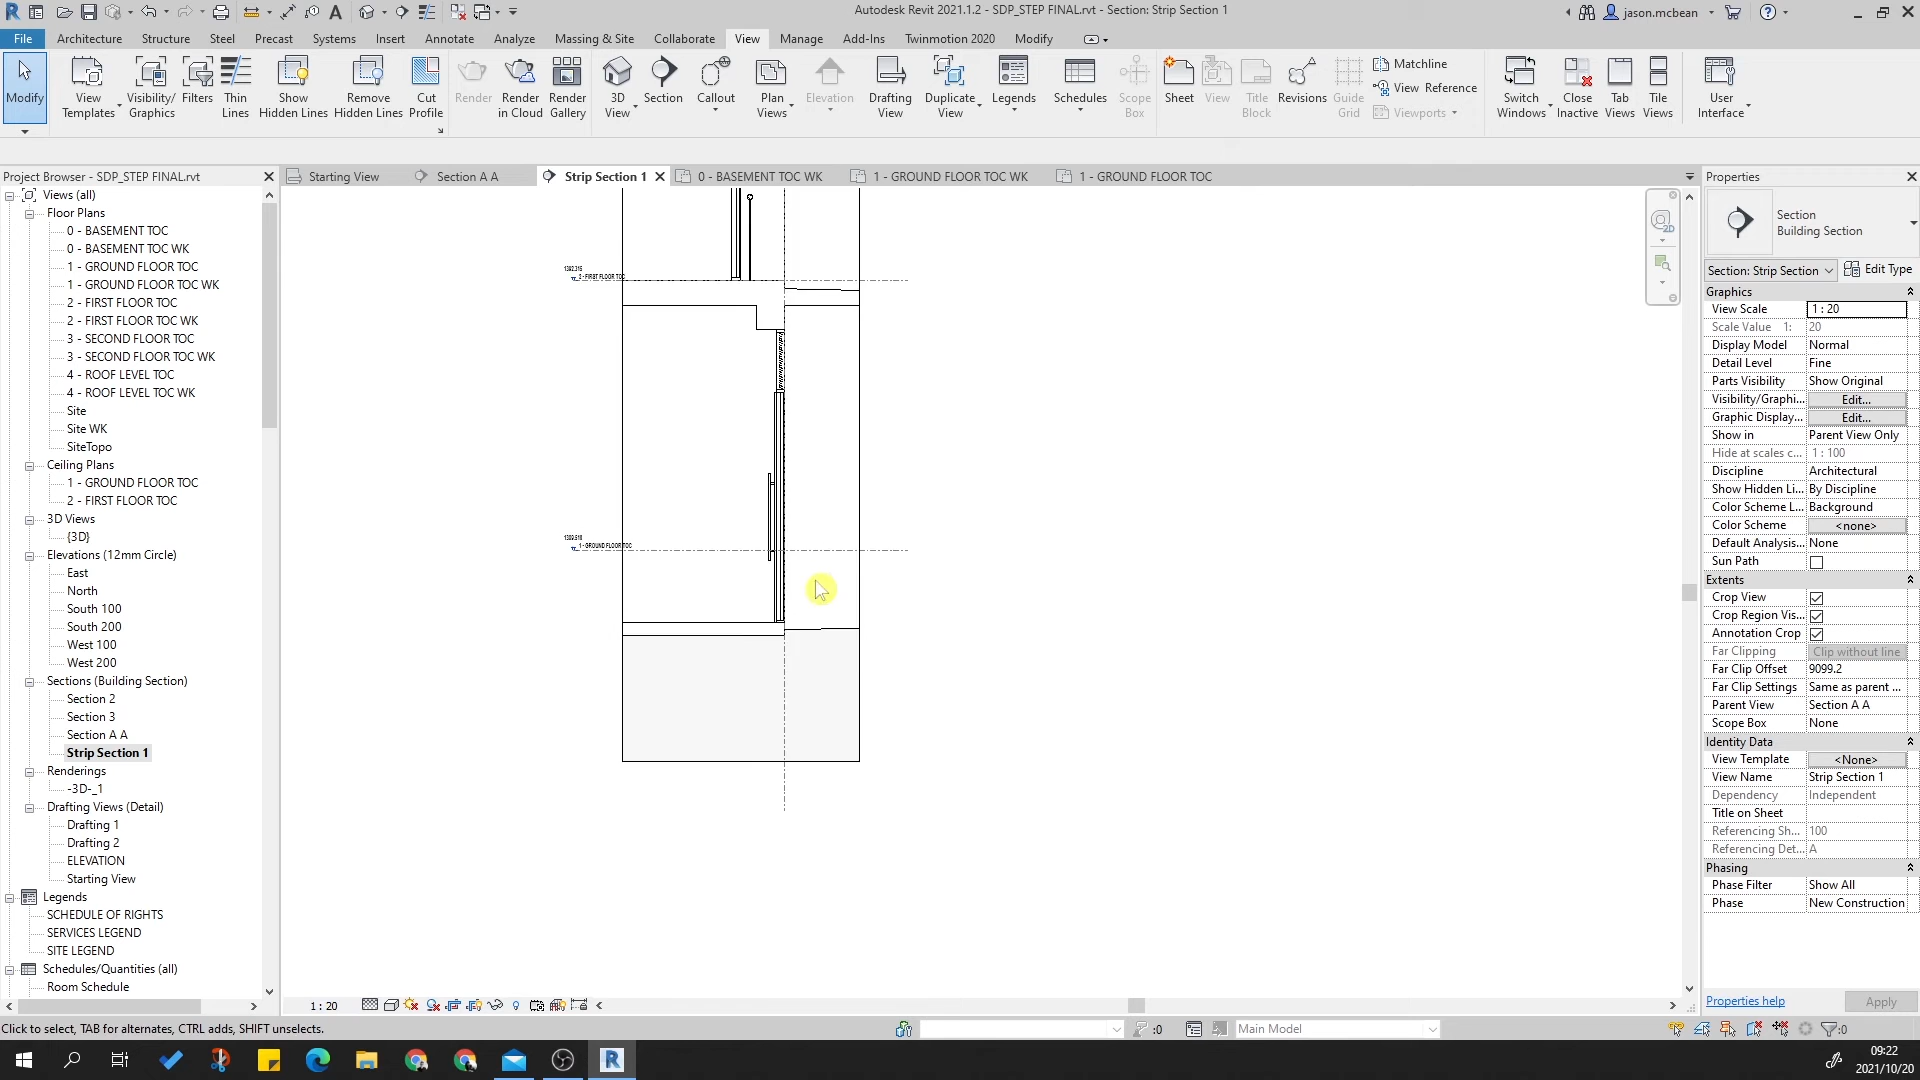 Autodesk Revit 2021.1.2 - SDP_STEP FINAL.rvt - Section: Strip Section 1
jason.mcbean
File Architecture Structure Steel Precast Systems Insert Annotate Analyze Massing & Site Collaborate View Manage Add-Ins Twinmotion 2020 Modify
Modify
View Templates
Visibility/ Graphics
Filters
Thin Lines
Show Hidden Lines
Remove Hidden Lines
Cut Profile
Render
Render in Cloud
Render Gallery
3D View
Section
Callout
Plan Views
Elevation
Drafting View
Duplicate View
Legends
Schedules
Scope Box
Sheet
View
Title Block
Revisions
Guide Grid
Matchline
View Reference
Viewports
Switch Windows
Close Inactive
Tab Views
Tile Views
User Interface
Project Browser - SDP_STEP FINAL.rvt
Starting View
Section A A
Strip Section 1
0 - BASEMENT TOC WK
1 - GROUND FLOOR TOC WK
1 - GROUND FLOOR TOC
Views (all)
Floor Plans
0 - BASEMENT TOC
0 - BASEMENT TOC WK
1 - GROUND FLOOR TOC
1 - GROUND FLOOR TOC WK
2 - FIRST FLOOR TOC
2 - FIRST FLOOR TOC WK
3 - SECOND FLOOR TOC
3 - SECOND FLOOR TOC WK
4 - ROOF LEVEL TOC
4 - ROOF LEVEL TOC WK
Site
Site WK
SiteTopo
Ceiling Plans
1 - GROUND FLOOR TOC
2 - FIRST FLOOR TOC
3D Views
{3D}
Elevations (12mm Circle)
East
North
South 100
South 200
West 100
West 200
Sections (Building Section)
Section 2
Section 3
Section A A
Strip Section 1
Renderings
-3D-_1
Drafting Views (Detail)
Drafting 1
Drafting 2
ELEVATION
Starting View
Legends
SCHEDULE OF RIGHTS
SERVICES LEGEND
SITE LEGEND
Schedules/Quantities (all)
Room Schedule
2 - FIRST FLOOR TOC
1 - GROUND FLOOR TOC
2D
Properties
Section
Building Section
Section: Strip Section Edit Type
Graphics
View Scale 1 : 20
Scale Value 1: 20
Display Model Normal
Detail Level Fine
Parts Visibility Show Original
Visibility/Graphi... Edit...
Graphic Display... Edit...
Show in Parent View Only
Hide at scales c... 1 : 100
Discipline Architectural
Show Hidden Li... By Discipline
Color Scheme L... Background
Color Scheme <none>
Default Analysis... None
Sun Path
Extents
Crop View
Crop Region Vis...
Annotation Crop
Far Clipping Clip without line
Far Clip Offset 9099.2
Far Clip Settings Same as parent ...
Parent View Section A A
Scope Box None
Identity Data
View Template <None>
View Name Strip Section 1
Dependency Independent
Title on Sheet
Referencing Sh... 100
Referencing Det... A
Phasing
Phase Filter Show All
Phase New Construction
Properties help Apply
1 : 20
Click to select, TAB for alternates, CTRL adds, SHIFT unselects.
:0
Main Model
:0
09:22
2021/10/20